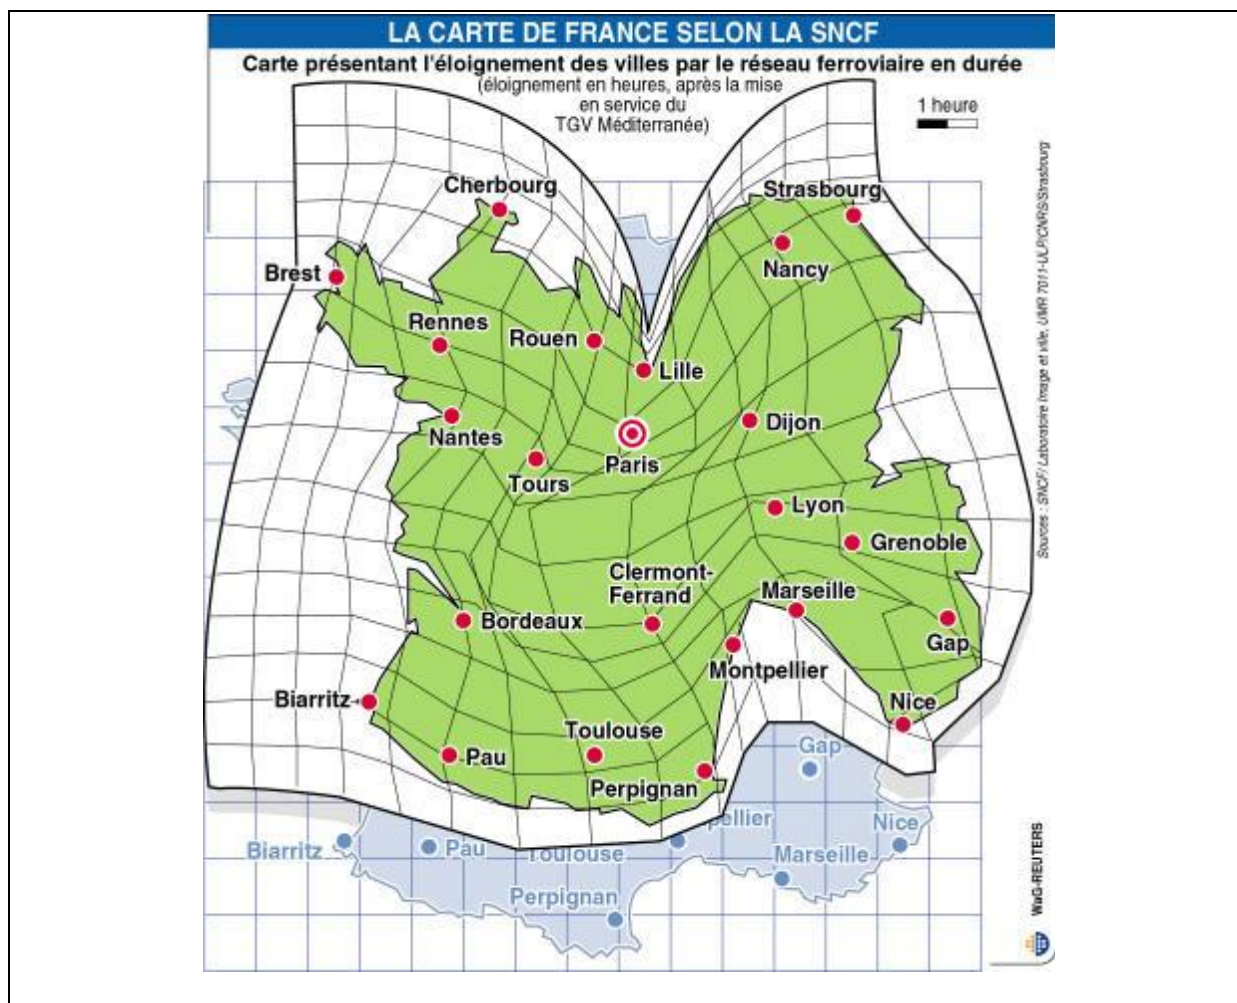 LA CARTE DE FRANCE SELON LA SNCF
Carte présentant l'éloignement des villes par le réseau ferroviaire en durée
(éloignement en heures, après la mise
en service du
TGV Méditerranée)
1 heure
Cherbourg
Strasbourg
Brest
Nancy
Rennes
Rouen
Lille
Nantes
Dijon
Paris
Tours
Lyon
Grenoble
Clermont-
Ferrand
Marseille
Bordeaux
Gap
Montpellier
Biarritz
Nice
Toulouse
Pau
Perpignan
Gap
pellier
Nice
Biarritz
Pau
Toulouse
Marseille
Perpignan
Sources : SNCF/ Laboratoire Image et ville, UMR 7011-ULP/CNRS/Strasbourg
WaG-REUTERS